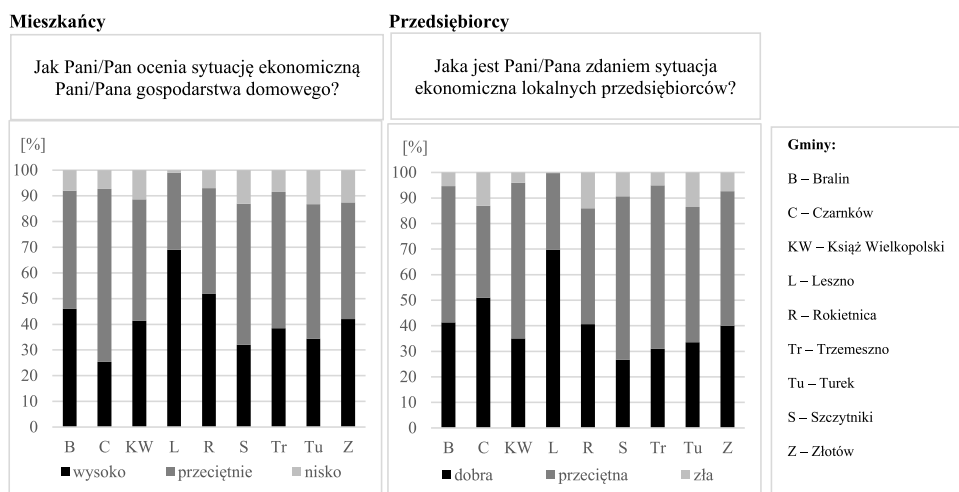 Mieszkańcy
Jak Pani/Pan ocenia sytuację ekonomiczną
Pani/Pana gospodarstwa domowego?
[%]
100
90
80
70
60
50
40
30
20
10
0
B C KW L R S Tr Tu Z
wysoko przeciętnie nisko
Przedsiębiorcy
Jaka jest Pani/Pana zdaniem sytuacja
ekonomiczna lokalnych przedsiębiorców?
[%]
100
90
80
70
60
50
40
30
20
10
0
B C KW L R S Tr Tu Z
dobra przeciętna zła
Gminy:
B – Bralin
C – Czarnków
KW – Książ Wielkopolski
L – Leszno
R – Rokietnica
Tr – Trzemeszno
Tu – Turek
S – Szczytniki
Z – Złotów